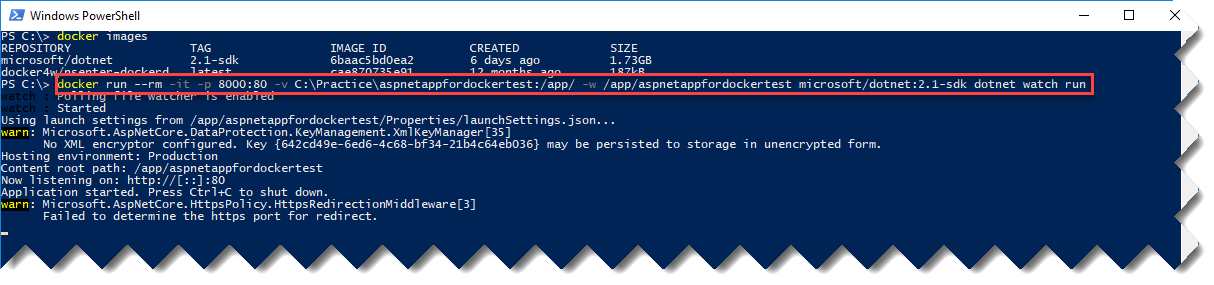 Windows PowerShell
PS C:\> docker images
REPOSITORY TAG IMAGE ID CREATED SIZE
microsoft/dotnet 2.1-sdk 6baac5bd0ea2 6 days ago 1.73GB
docker4w/nsenter-dockerd latest cae870735e91 12 months ago 187kB
PS C:\> docker run --rm -it -p 8000:80 -v C:\Practice\aspnetappfordockertest:/app/ -w /app/aspnetappfordockertest microsoft/dotnet:2.1-sdk dotnet watch run
watch : Polling file watcher is enabled
watch : Started
Using launch settings from /app/aspnetappfordockertest/Properties/launchSettings.json...
warn: Microsoft.AspNetCore.DataProtection.KeyManagement.XmlKeyManager[35]
No XML encryptor configured. Key {642cd49e-6ed6-4c68-bf34-21b4c64eb036} may be persisted to storage in unencrypted form.
Hosting environment: Production
Content root path: /app/aspnetappfordockertest
Now listening on: http://[::]:80
Application started. Press Ctrl+C to shut down.
warn: Microsoft.AspNetCore.HttpsPolicy.HttpsRedirectionMiddleware[3]
Failed to determine the https port for redirect.